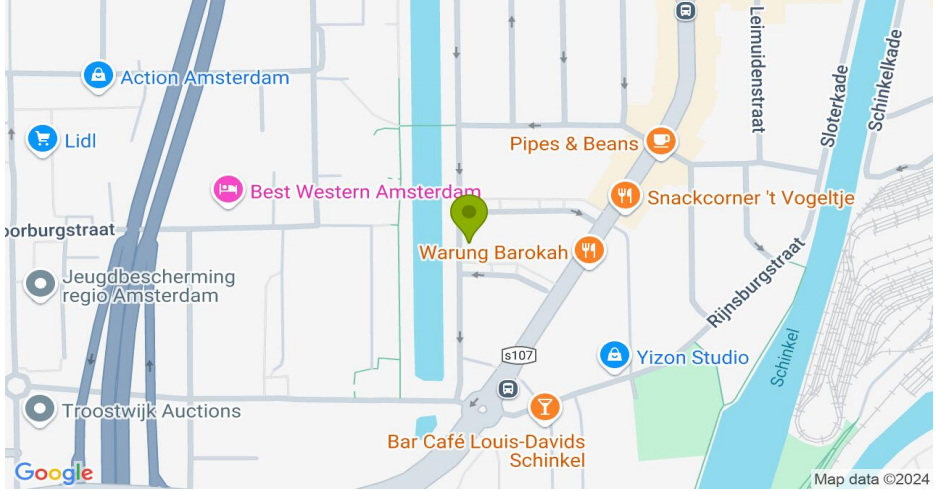 Leimuidenstraat
Sloterkade
Schinkelkade
Action Amsterdam
Lidl
Pipes & Beans
Best Western Amsterdam
Snackcorner 't Vogeltje
oorburgstraat
Warung Barokah
Jeugdbescherming
regio Amsterdam
Rijnsburgstraat
s107
Yizon Studio
Schinkel
Troostwijk Auctions
Bar Café Louis-Davids
Schinkel
Google
Map data ©2024